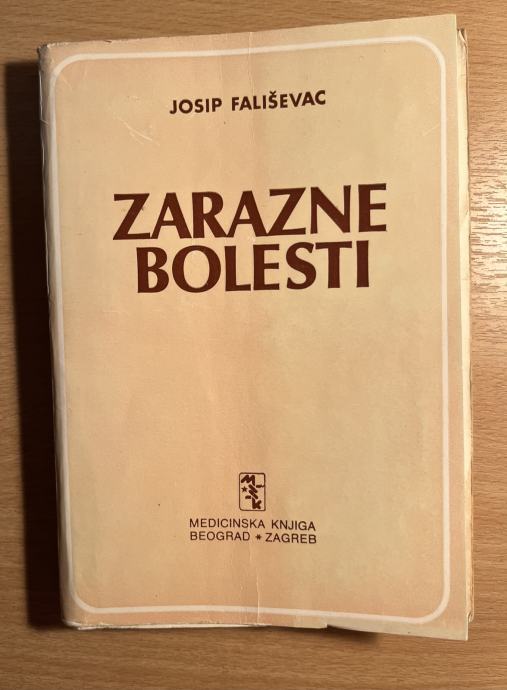 JOSIP FALIŠEVAC
ZARAZNE
BOLESTI
MEDICINSKA KNJIGA
BEOGRAD * ZAGREB